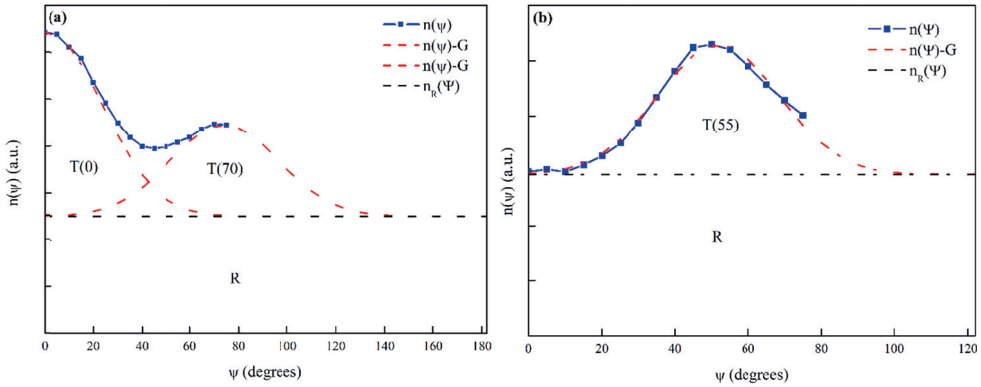 (a)
n(ψ)
n(ψ)-G
n(ψ)-G
nR(Ψ)
T(0)
T(70)
R
n(ψ) (a.u.)
0 20 40 60 80 100 120 140 160 180
ψ (degrees)
(b)
n(Ψ)
n(Ψ)-G
nR(Ψ)
T(55)
R
n(ψ) (a.u.)
0 20 40 60 80 100 120
ψ (degrees)